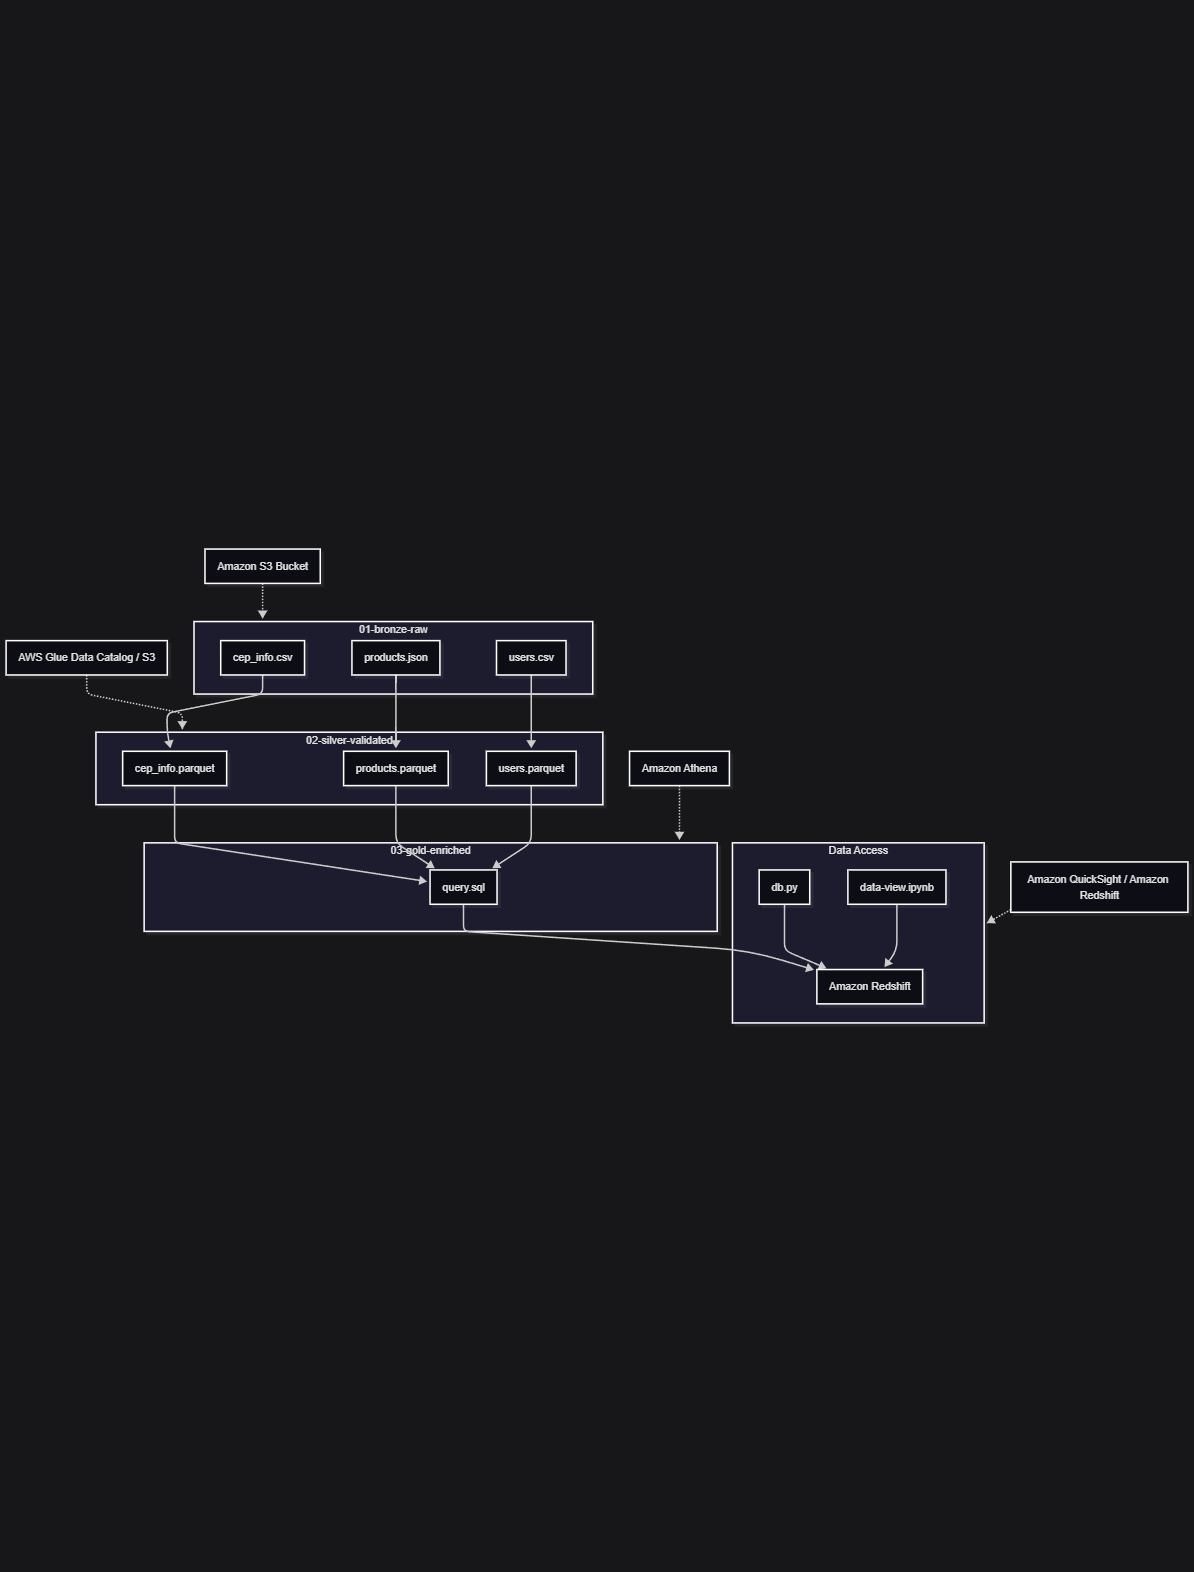 Amazon S3 Bucket
01-bronze-raw
AWS Glue Data Catalog / S3
cep_info.csv
products.json
users.csv
02-silver-validated
cep_info.parquet
products.parquet
users.parquet
Amazon Athena
03-gold-enriched
query.sql
Data Access
db.py
data-view.ipynb
Amazon QuickSight / Amazon
Redshift
Amazon Redshift